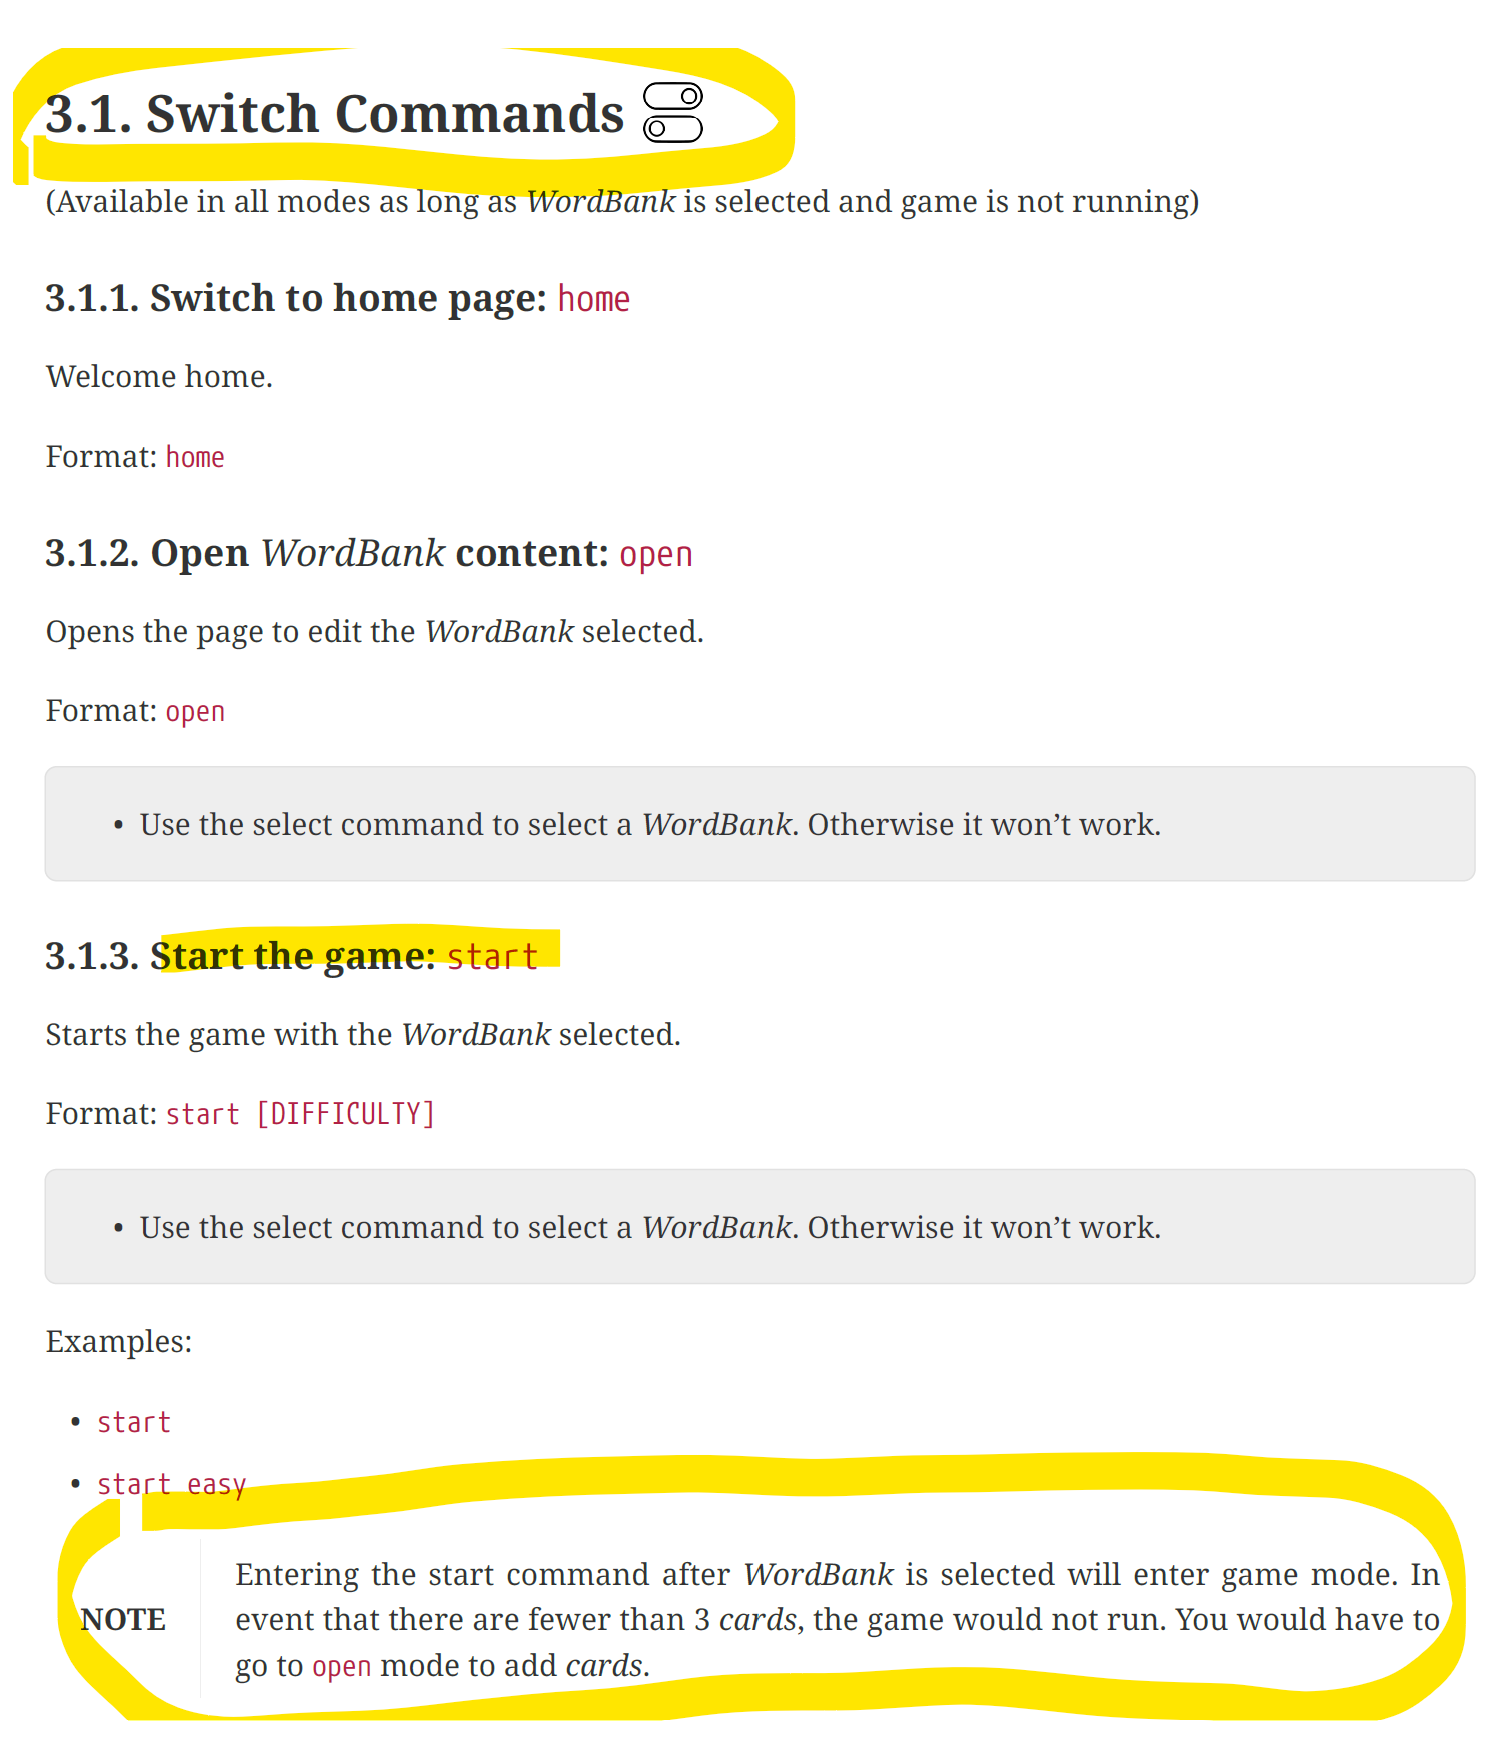 3.1. Switch Commands
(Available in all modes as long as WordBank is selected and game is not running)
3.1.1. Switch to home page: home
Welcome home.
Format: home
3.1.2. Open WordBank content: open
Opens the page to edit the WordBank selected.
Format: open
• Use the select command to select a WordBank. Otherwise it won’t work.
3.1.3. Start the game: start
Starts the game with the WordBank selected.
Format: start [DIFFICULTY]
• Use the select command to select a WordBank. Otherwise it won’t work.
Examples:
• start
• start easy
NOTE
Entering the start command after WordBank is selected will enter game mode. In
event that there are fewer than 3 cards, the game would not run. You would have to
go to open mode to add cards.